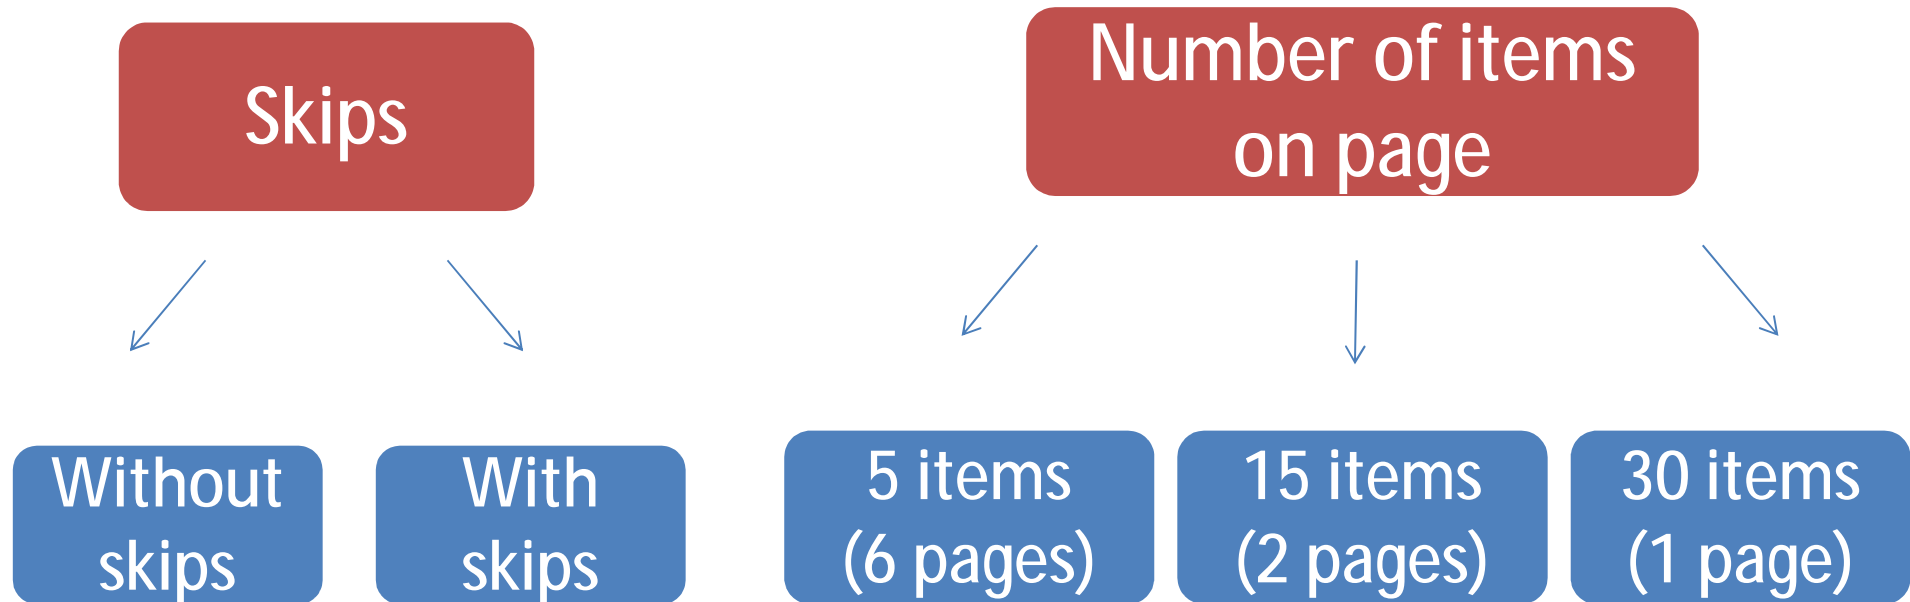 Skips
Number of items
on page
Without
skips
With
skips
5 items
(6 pages)
15 items
(2 pages)
30 items
(1 page)